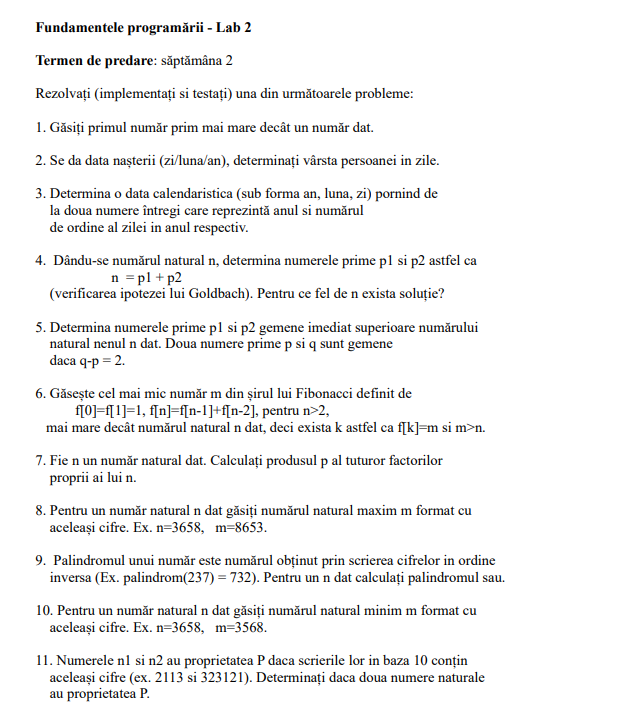 Fundamentele programării - Lab 2
Termen de predare: săptămâna 2
Rezolvați (implementați si testați) una din următoarele probleme:
1. Găsiți primul număr prim mai mare decât un număr dat.
2. Se da data nașterii (zi/luna/an), determinați vârsta persoanei in zile.
3. Determina o data calendaristica (sub forma an, luna, zi) pornind de
la doua numere întregi care reprezintă anul si numărul
de ordine al zilei in anul respectiv.
4. Dându-se numărul natural n, determina numerele prime p1 si p2 astfel ca
n = p1 + p2
(verificarea ipotezei lui Goldbach). Pentru ce fel de n exista soluție?
5. Determina numerele prime p1 si p2 gemene imediat superioare numărului
natural nenul n dat. Doua numere prime p si q sunt gemene
daca q-p = 2.
6. Găsește cel mai mic număr m din șirul lui Fibonacci definit de
f[0]=f[1]=1, f[n]=f[n-1]+f[n-2], pentru n>2,
mai mare decât numărul natural n dat, deci exista k astfel ca f[k]=m si m>n.
7. Fie n un număr natural dat. Calculați produsul p al tuturor factorilor
proprii ai lui n.
8. Pentru un număr natural n dat găsiți numărul natural maxim m format cu
aceleași cifre. Ex. n=3658, m=8653.
9. Palindromul unui număr este numărul obținut prin scrierea cifrelor in ordine
inversa (Ex. palindrom(237) = 732). Pentru un n dat calculați palindromul sau.
10. Pentru un număr natural n dat găsiți numărul natural minim m format cu
aceleași cifre. Ex. n=3658, m=3568.
11. Numerele n1 si n2 au proprietatea P daca scrierile lor in baza 10 conțin
aceleași cifre (ex. 2113 si 323121). Determinați daca doua numere naturale
au proprietatea P.